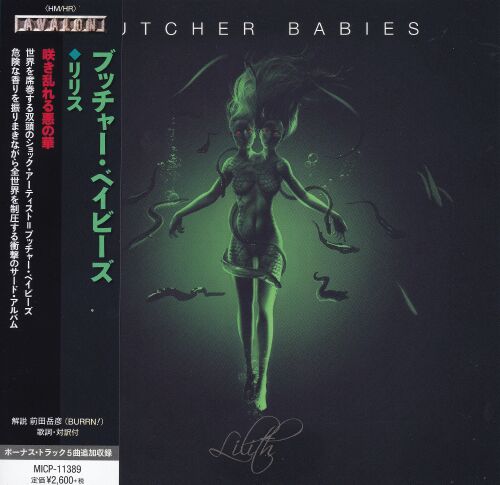 〈HM/HR〉
AVALON
ブッチャー・ベイビーズ
◆リリス
咲き乱れる悪の華
世界を席巻する双頭のショック・アーティスト＝ブッチャー・ベイビーズ
危険な香りを振りまきながら全世界を制圧する衝撃のサード・アルバム
解説 前田岳彦 (BURRN!)
歌詞・対訳付
ボーナス・トラック5曲追加収録
MICP-11389
定価¥2,600+税
UTCHER BABIES
Lilith